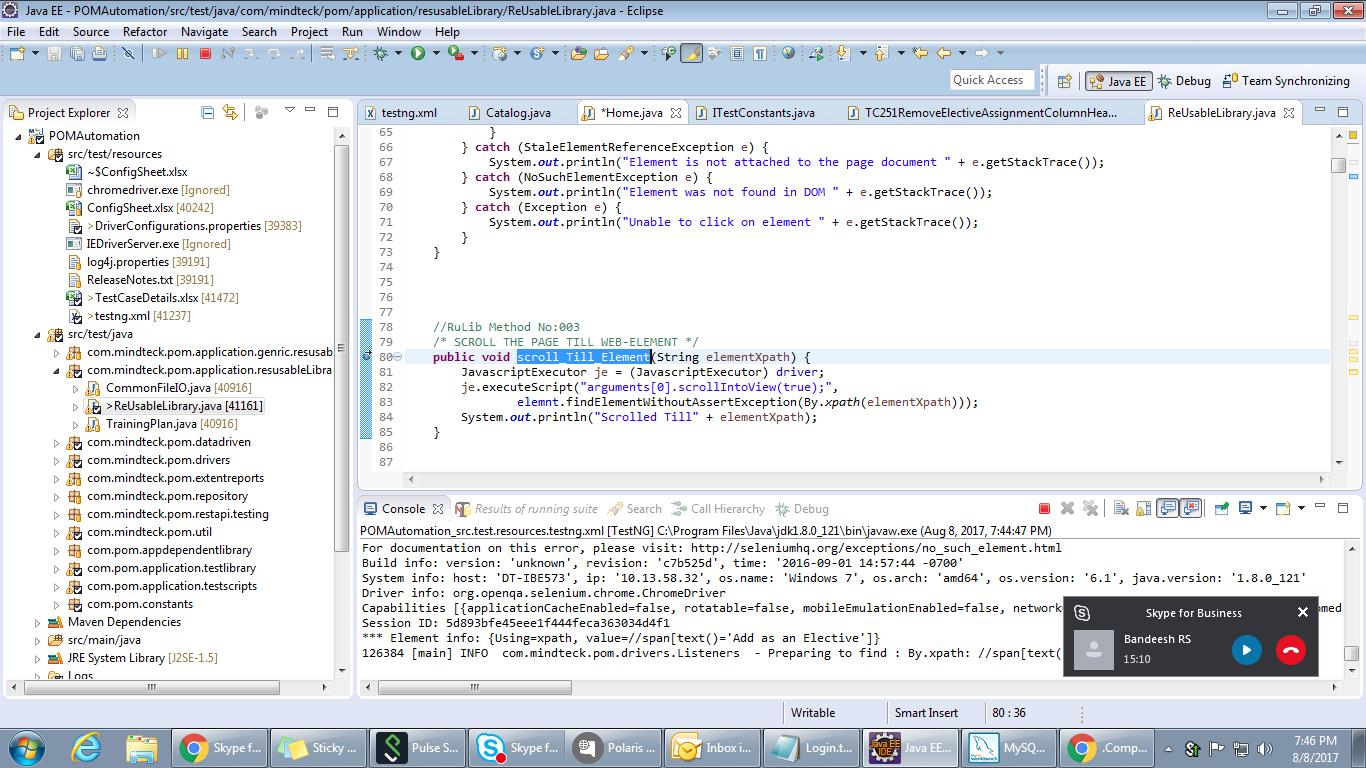 Java EE - POMAutomation/src/test/java/com/mindteck/pom/application/resusableLibrary/ReUsableLibrary.java - Eclipse
File Edit Source Refactor Navigate Search Project Run Window Help
Quick Access Java EE Debug Team Synchronizing
Project Explorer
testng.xml Catalog.java *Home.java ITestConstants.java TC251RemoveElectiveAssignmentColumnHea... ReUsableLibrary.java
POMAutomation
src/test/resources
~$ConfigSheet.xlsx
chromedriver.exe [Ignored]
ConfigSheet.xlsx [40242]
>DriverConfigurations.properties [39383]
IEDriverServer.exe [Ignored]
log4j.properties [39191]
ReleaseNotes.txt [39191]
>TestCaseDetails.xlsx [41472]
>testng.xml [41237]
src/test/java
com.mindteck.pom.application.genric.resusab
com.mindteck.pom.application.resusableLibra
CommonFileIO.java [40916]
>ReUsableLibrary.java [41161]
TrainingPlan.java [40916]
com.mindteck.pom.datadriven
com.mindteck.pom.drivers
com.mindteck.pom.extentreports
com.mindteck.pom.repository
com.mindteck.pom.restapi.testing
com.mindteck.pom.util
com.pom.appdependentlibrary
com.pom.application.testlibrary
com.pom.application.testscripts
com.pom.constants
Maven Dependencies
src/main/java
JRE System Library [J2SE-1.5]
Logs
65 }
66 } catch (StaleElementReferenceException e) {
67 System.out.println("Element is not attached to the page document " + e.getStackTrace());
68 } catch (NoSuchElementException e) {
69 System.out.println("Element was not found in DOM " + e.getStackTrace());
70 } catch (Exception e) {
71 System.out.println("Unable to click on element " + e.getStackTrace());
72 }
73 }
74
75
76
77
78 //RuLib Method No:003
79 /* SCROLL THE PAGE TILL WEB-ELEMENT */
80 public void scroll_Till_Element(String elementXpath) {
81 JavascriptExecutor je = (JavascriptExecutor) driver;
82 je.executeScript("arguments[0].scrollIntoView(true);",
83 elemnt.findElementWithoutAssertException(By.xpath(elementXpath)));
84 System.out.println("Scrolled Till" + elementXpath);
85 }
86
87
Console Results of running site Search Call Hierarchy Debug
POMAutomation_src.test.resources.testng.xml [TestNG] C:\Program Files\Java\jdk1.8.0_121\bin\javaw.exe (Aug 8, 2017, 7:44:47 PM)
For documentation on this error, please visit: http://seleniumhq.org/exceptions/no_such_element.html
Build info: version: 'unknown', revision: 'c7b525d', time: '2016-09-01 14:57:44 -0700'
System info: host: 'DT-IBE573', ip: '10.13.58.32', os.name: 'Windows 7', os.arch: 'amd64', os.version: '6.1', java.version: '1.8.0_121'
Driver info: org.openqa.selenium.chrome.ChromeDriver
Capabilities [{applicationCacheEnabled=false, rotatable=false, mobileEmulationEnabled=false, network
Session ID: 5d893bfe45eee1f444feca363034d4f1
*** Element info: {Using=xpath, value=//span[text()='Add as an Elective']}
126384 [main] INFO com.mindteck.pom.drivers.Listeners - Preparing to find : By.xpath: //span[text(
Skype for Business
Bandeesh RS
15:10
Writable Smart Insert 80 : 36
Skype f... Sticky ... Pulse S... Skype f... Polaris ... Inbox i... Login.t... Java EE... MySQ... .Comp...
7:46 PM
8/8/2017